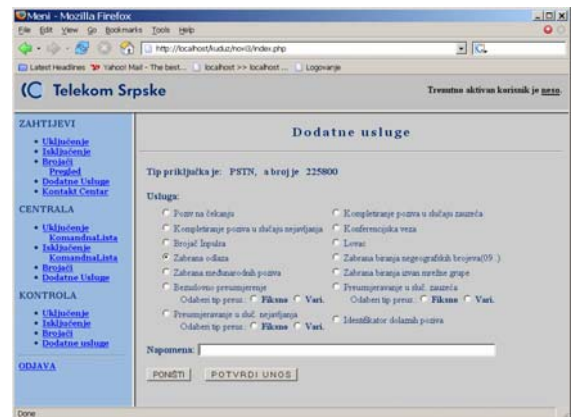 Meni - Mozilla Firefox
File Edit View Go Bookmarks Tools Help
http://localhost/kuduz/novi3/index.php
Latest Headlines Yahoo! Mail - The best... localhost >> localhost ... Logovanje
Telekom Srpske
Trenutno aktivan korisnik je neso.
ZAHTIJEVI
Uključenje
Isključenje
Brojači
Pregled
Dodatne Usluge
Kontakt Centar
CENTRALA
Uključenje
KomandnaLista
Isključenje
KomandnaLista
Brojači
Dodatne Usluge
KONTROLA
Uključenje
Isključenje
Brojači
Dodatne usluge
ODJAVA
Dodatne usluge
Tip priključka je: PSTN, a broj je 225800
Usluga:
Poziv na čekanju
Kompletiranje poziva u slučaju zauzeća
Kompletiranje poziva u slučaju nejavljanja
Konferencijska veza
Brojač Impulsa
Lovac
Zabrana odlaza
Zabrana biranja negeografskih brojeva(09..)
Zabrana međunarodnih poziva
Zabrana biranja izvan mrežne grupe
Bezuslovno preusmjerenje
Preusmjeravanje u sluč. zauzeća
Odaberi tip preus.: Fiksno Vari.
Odaberi tip preus.: Fiksno Vari.
Preusmjeravanje u sluč. nejavljanja
Odaberi tip preus.: Fiksno Vari.
Identifikator dolaznih poziva
Napomena:
PONIŠTI POTVRDI UNOS
Done